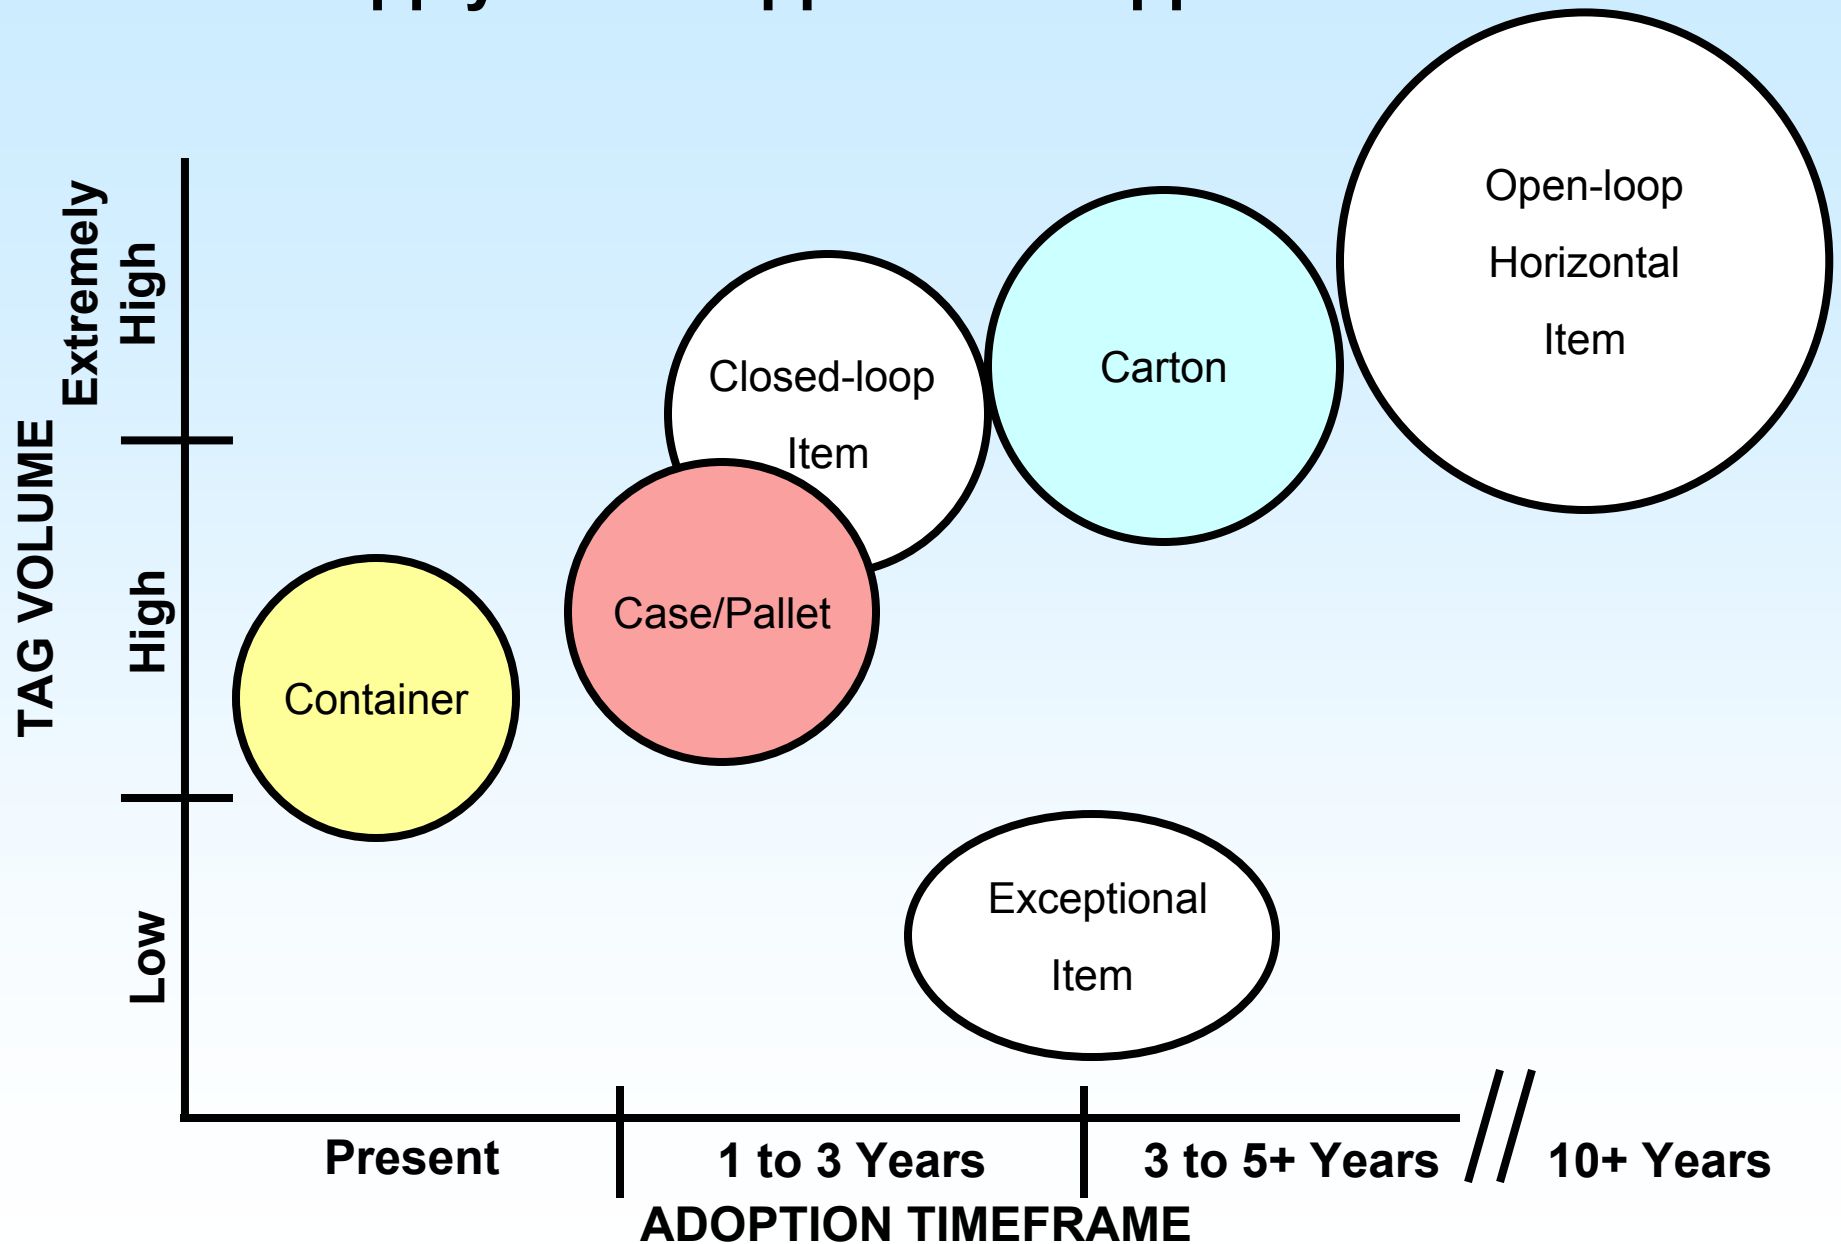 Open-loop
Horizontal
Item
Extremely
High
Closed-loop
Item
Carton
TAG VOLUME
High
Case/Pallet
Container
Low
Exceptional
Item
Present
1 to 3 Years
3 to 5+ Years
10+ Years
ADOPTION TIMEFRAME